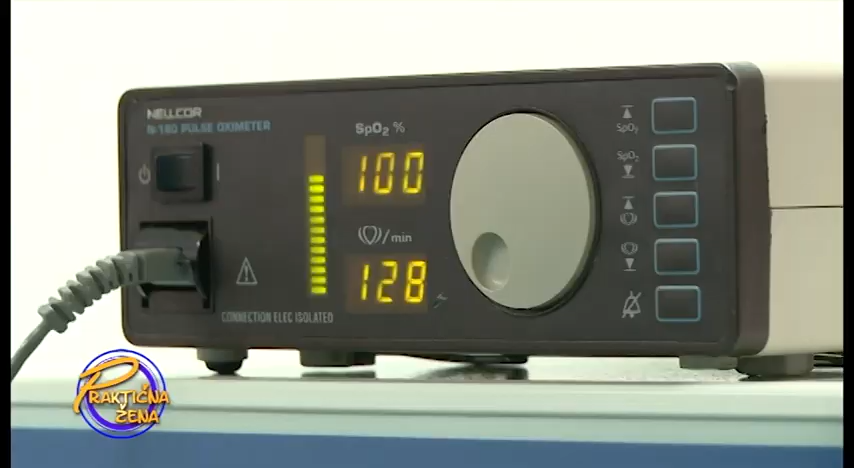 NELLCOR
N-180 PULSE OXIMETER
SpO₂ %
100
/min
128
CONNECTION ELEC ISOLATED
SpO₂
SpO₂
PRAKTIČNA
ŽENA